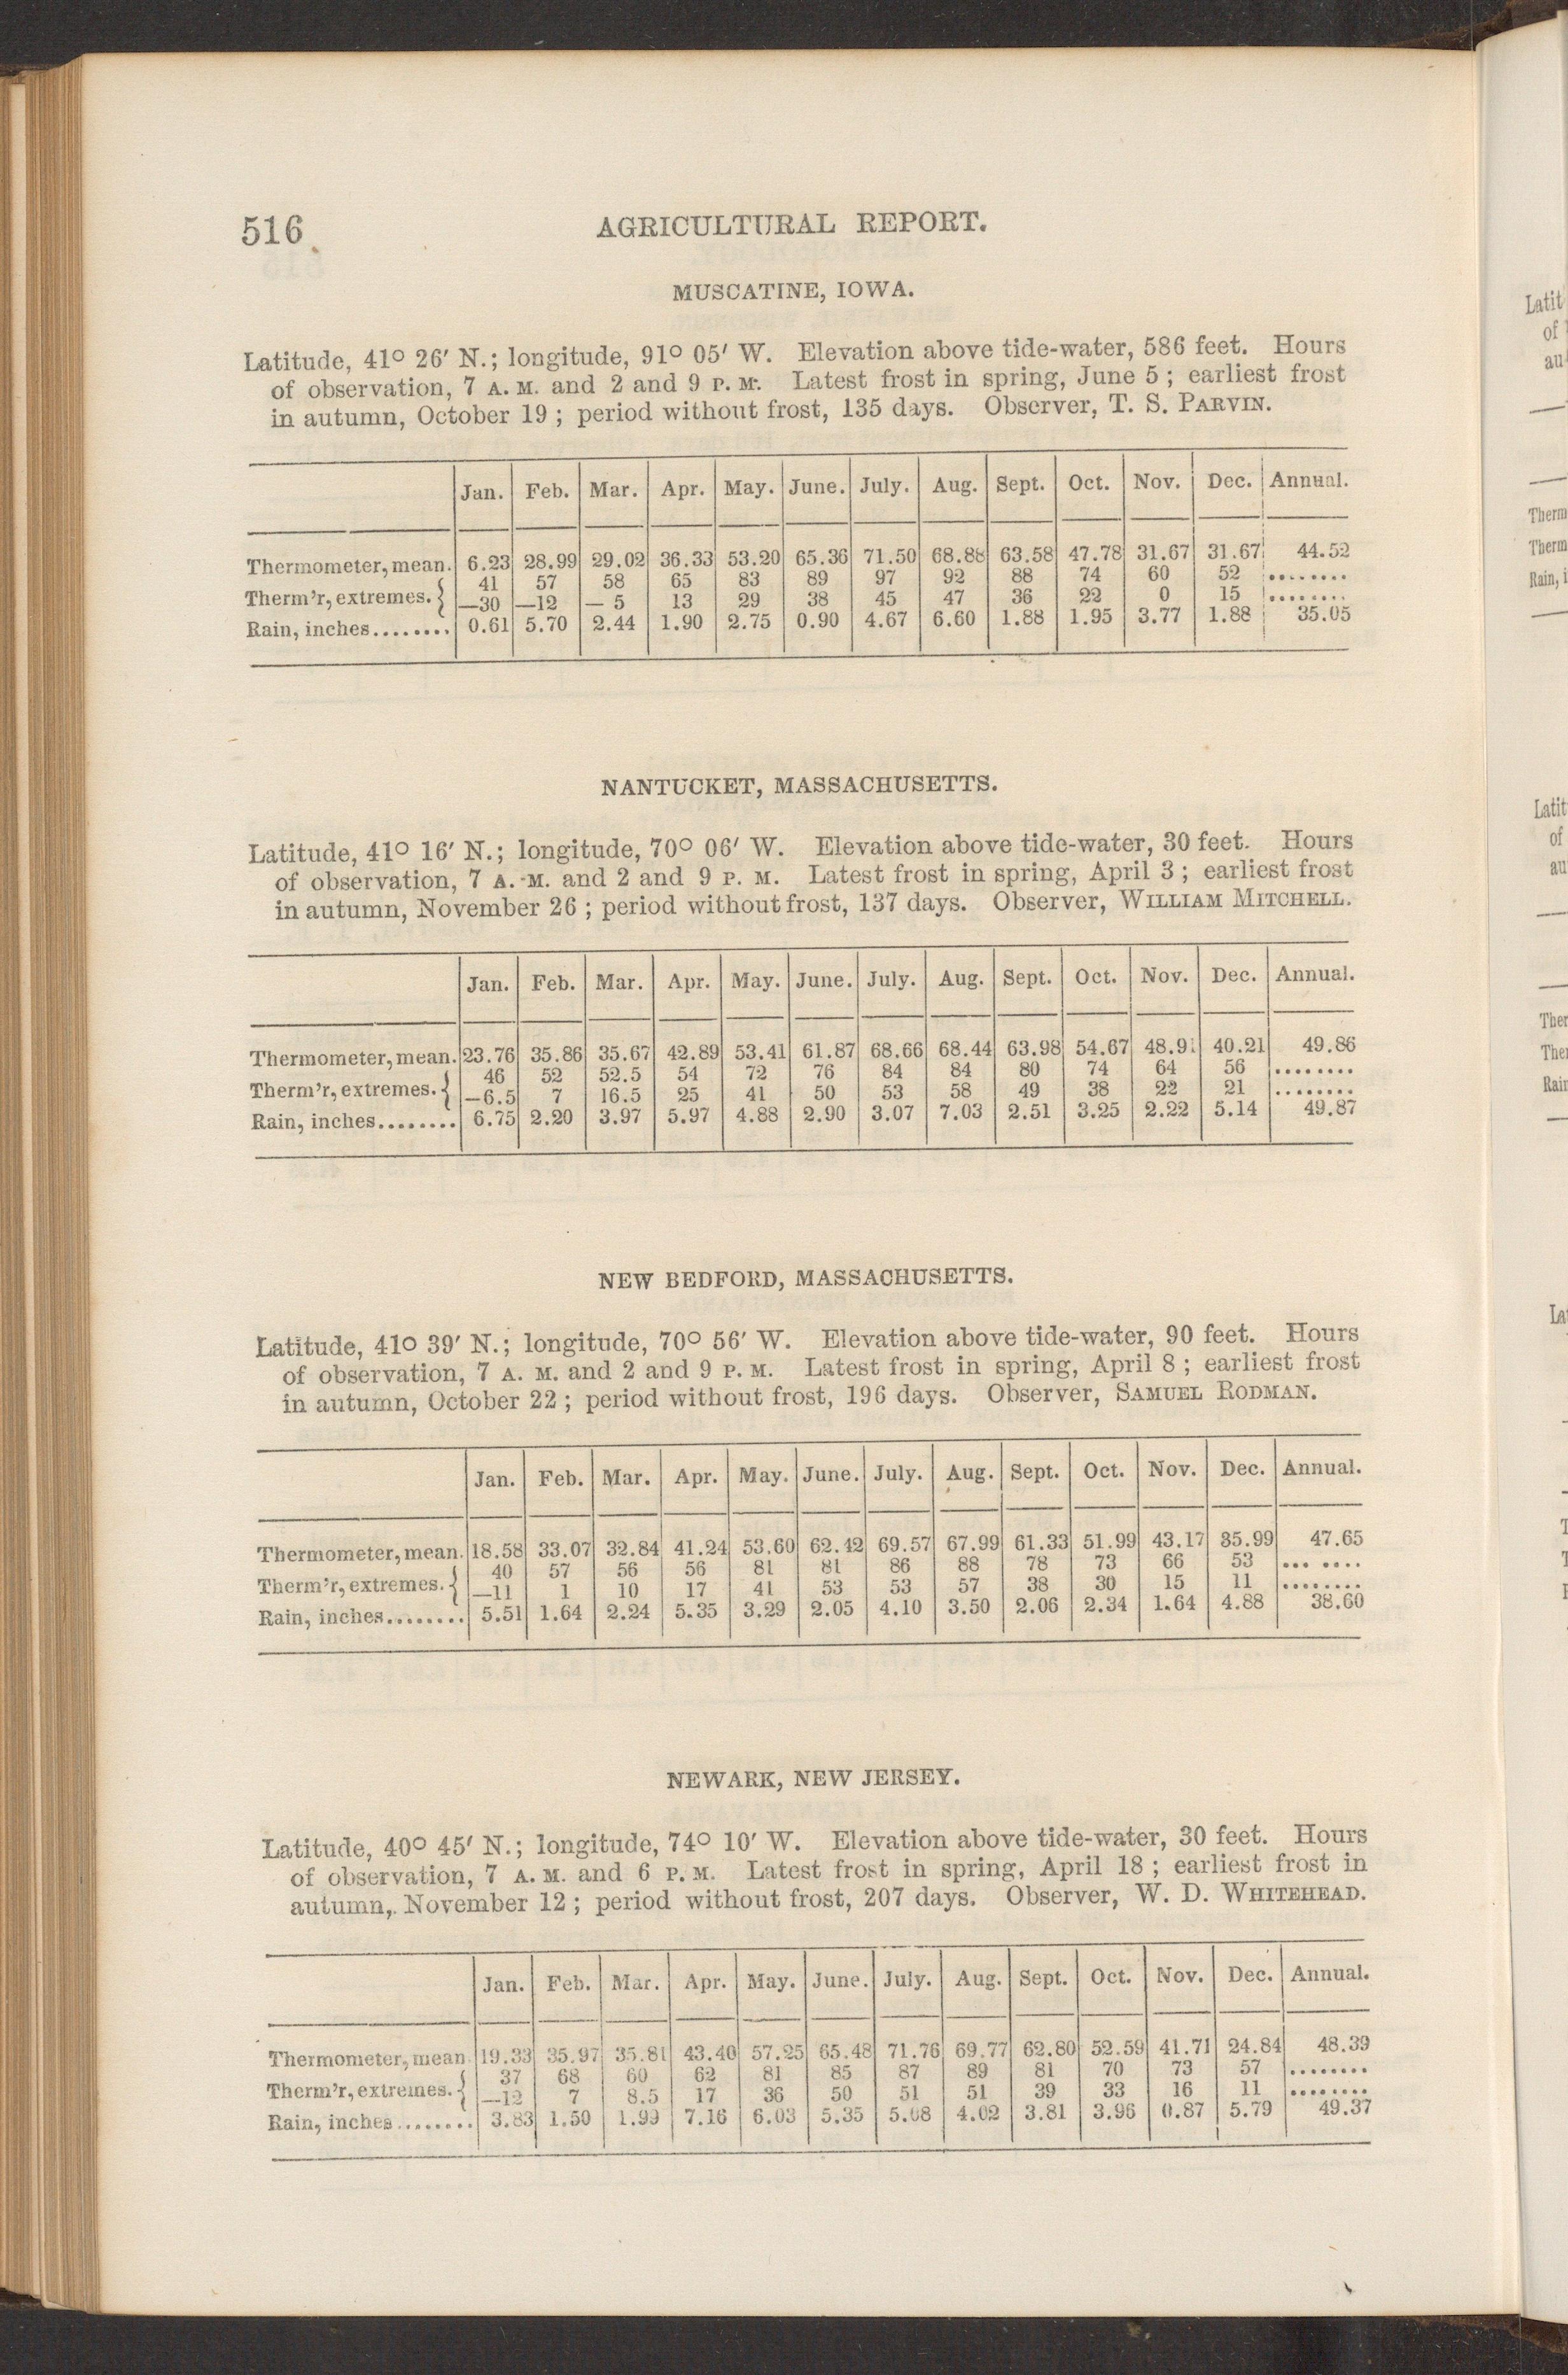 516 AGRICULTURAL REPORT.
MUSCATINE, IOWA.
Latitude, 41° 26′ N.; longitude, 91° 05′ W. Elevation above tide-water, 586 feet. Hours
of observation, 7 A. M. and 2 and 9 P. M. Latest frost in spring, June 5; earliest frost
in autumn, October 19; period without frost, 135 days. Observer, T. S. PARVIN.
Jan. Feb. Mar. Apr. May. June. July. Aug. Sept. Oct. Nov. Dec. Annual.
Thermometer, mean. 6.23 28.99 29.02 36.33 53.20 65.36 71.50 68.88 63.58 47.78 31.67 31.67 44.52
Therm'r, extremes. { 41 57 58 65 83 89 97 92 88 74 60 52 ........
—30 —12 — 5 13 29 38 45 47 36 22 0 15 ........
Rain, inches........ 0.61 5.70 2.44 1.90 2.75 0.90 4.67 6.60 1.88 1.95 3.77 1.88 35.05
NANTUCKET, MASSACHUSETTS.
Latitude, 41° 16′ N.; longitude, 70° 06′ W. Elevation above tide-water, 30 feet. Hours
of observation, 7 A. M. and 2 and 9 P. M. Latest frost in spring, April 3; earliest frost
in autumn, November 26; period without frost, 137 days. Observer, WILLIAM MITCHELL.
Jan. Feb. Mar. Apr. May. June. July. Aug. Sept. Oct. Nov. Dec. Annual.
Thermometer, mean. 23.76 35.86 35.67 42.89 53.41 61.87 68.66 68.44 63.98 54.67 48.91 40.21 49.86
Therm'r, extremes. { 46 52 52.5 54 72 76 84 84 80 74 64 56 ........
—6.5 7 16.5 25 41 50 53 58 49 38 22 21 ........
Rain, inches........ 6.75 2.20 3.97 5.97 4.88 2.90 3.07 7.03 2.51 3.25 2.22 5.14 49.87
NEW BEDFORD, MASSACHUSETTS.
Latitude, 41° 39′ N.; longitude, 70° 56′ W. Elevation above tide-water, 90 feet. Hours
of observation, 7 A. M. and 2 and 9 P. M. Latest frost in spring, April 8; earliest frost
in autumn, October 22; period without frost, 196 days. Observer, SAMUEL RODMAN.
Jan. Feb. Mar. Apr. May. June. July. Aug. Sept. Oct. Nov. Dec. Annual.
Thermometer, mean. 18.58 33.07 32.84 41.24 53.60 62.42 69.57 67.99 61.33 51.99 43.17 35.99 47.65
Therm'r, extremes. { 40 57 56 56 81 81 86 88 78 73 66 53 ... ....
—11 1 10 17 41 53 53 57 38 30 15 11 ........
Rain, inches........ 5.51 1.64 2.24 5.35 3.29 2.05 4.10 3.50 2.06 2.34 1.64 4.88 38.60
NEWARK, NEW JERSEY.
Latitude, 40° 45′ N.; longitude, 74° 10′ W. Elevation above tide-water, 30 feet. Hours
of observation, 7 A. M. and 6 P. M. Latest frost in spring, April 18; earliest frost in
autumn, November 12; period without frost, 207 days. Observer, W. D. WHITEHEAD.
Jan. Feb. Mar. Apr. May. June. July. Aug. Sept. Oct. Nov. Dec. Annual.
Thermometer, mean 19.33 35.97 35.81 43.40 57.25 65.48 71.76 69.77 62.80 52.59 41.71 24.84 48.39
Therm'r, extremes. { 37 68 60 62 81 85 87 89 81 70 73 57 ........
—12 7 8.5 17 36 50 51 51 39 33 16 11 ........
Rain, inches........ 3.83 1.50 1.99 7.16 6.03 5.35 5.08 4.02 3.81 3.96 0.87 5.79 49.37